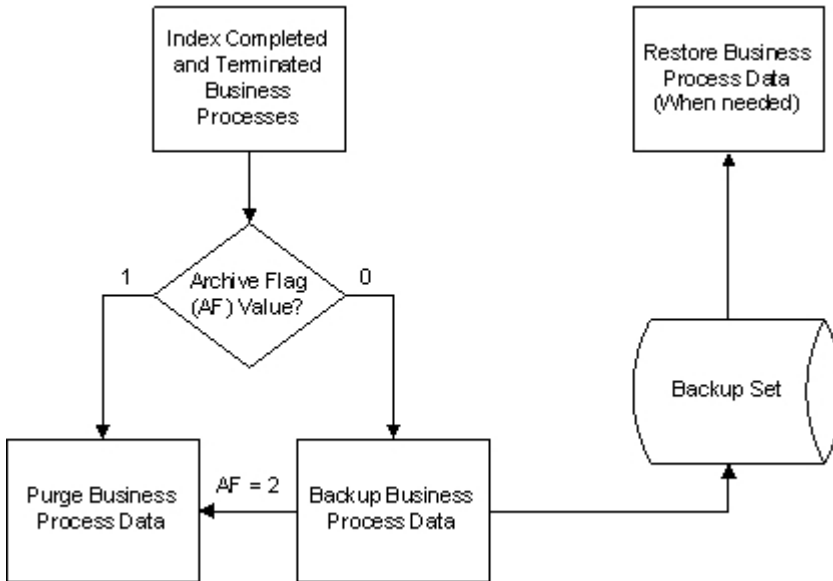 Index Completed
and Terminated
Business
Processes
Restore Business
Process Data
(When needed)
1
Archive Flag
(AF) Value?
0
Backup Set
Purge Business
Process Data
AF = 2
Backup Business
Process Data